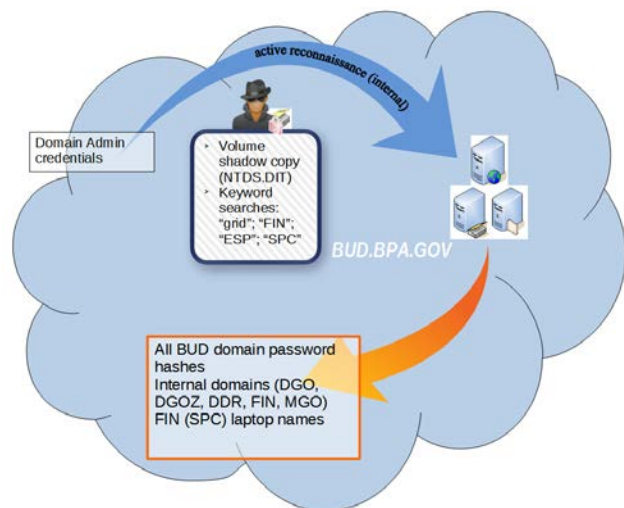 active reconnaissance (internal)
Domain Admin
credentials
➢ Volume
shadow copy
(NTDS.DIT)
➢ Keyword
searches:
“grid”; “FIN”;
“ESP”; “SPC”
BUD.BPA.GOV
All BUD domain password
hashes
Internal domains (DGO,
DGOZ, DDR, FIN, MGO)
FIN (SPC) laptop names